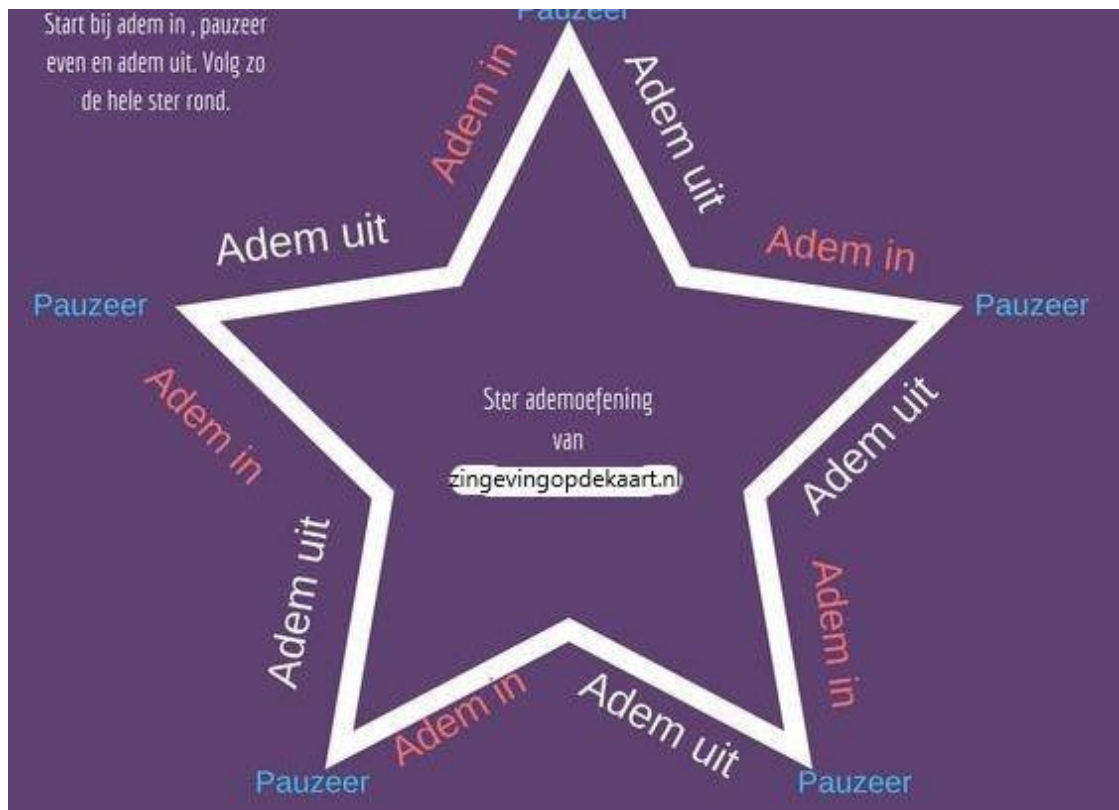 Start bij adem in , pauzeer
even en adem uit. Volg zo
de hele ster rond.
Pauzeer
Adem in
Adem uit
Adem uit
Adem in
Pauzeer
Pauzeer
Adem in
Adem uit
Ster ademoefening
van
zingevingopdekaart.nl
Adem uit
Adem in
Adem in
Adem uit
Pauzeer
Pauzeer